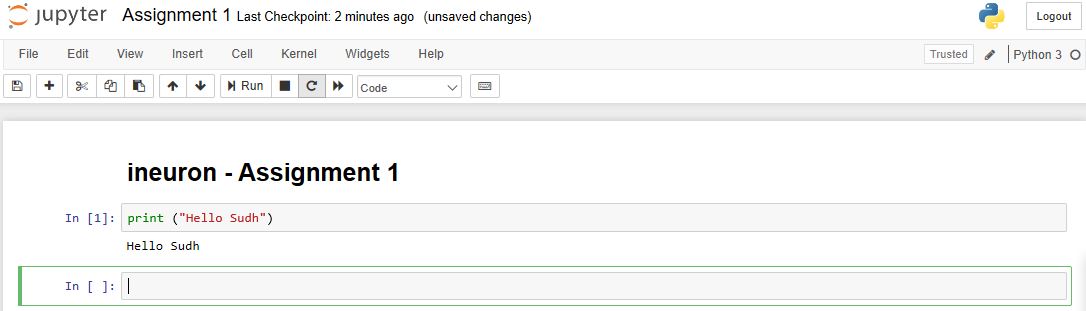 jupyter Assignment 1 Last Checkpoint: 2 minutes ago (unsaved changes) Logout
File Edit View Insert Cell Kernel Widgets Help Trusted Python 3
Run Code
ineuron - Assignment 1
In [1]: print ("Hello Sudh")
Hello Sudh
In [ ]: